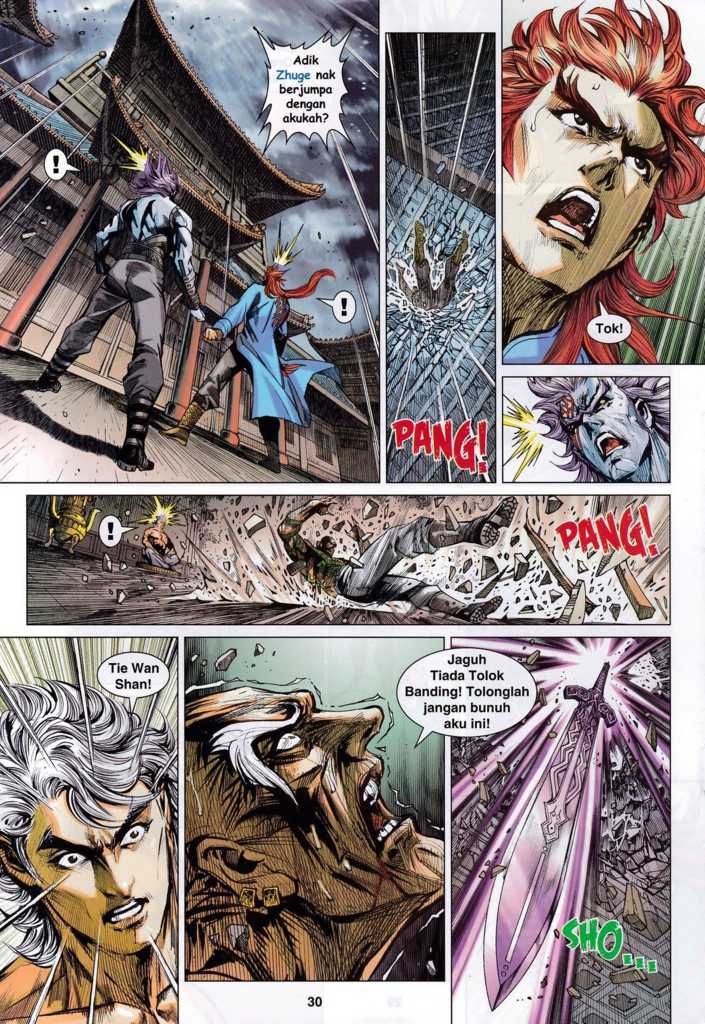 Adik
Zhuge nak
berjumpa
dengan
akukah?
!
!
PANG!
Tok!
!
PANG!
Tie Wan
Shan!
Jaguh
Tiada Tolok
Banding! Tolonglah
jangan bunuh
aku ini!
SHO...
30